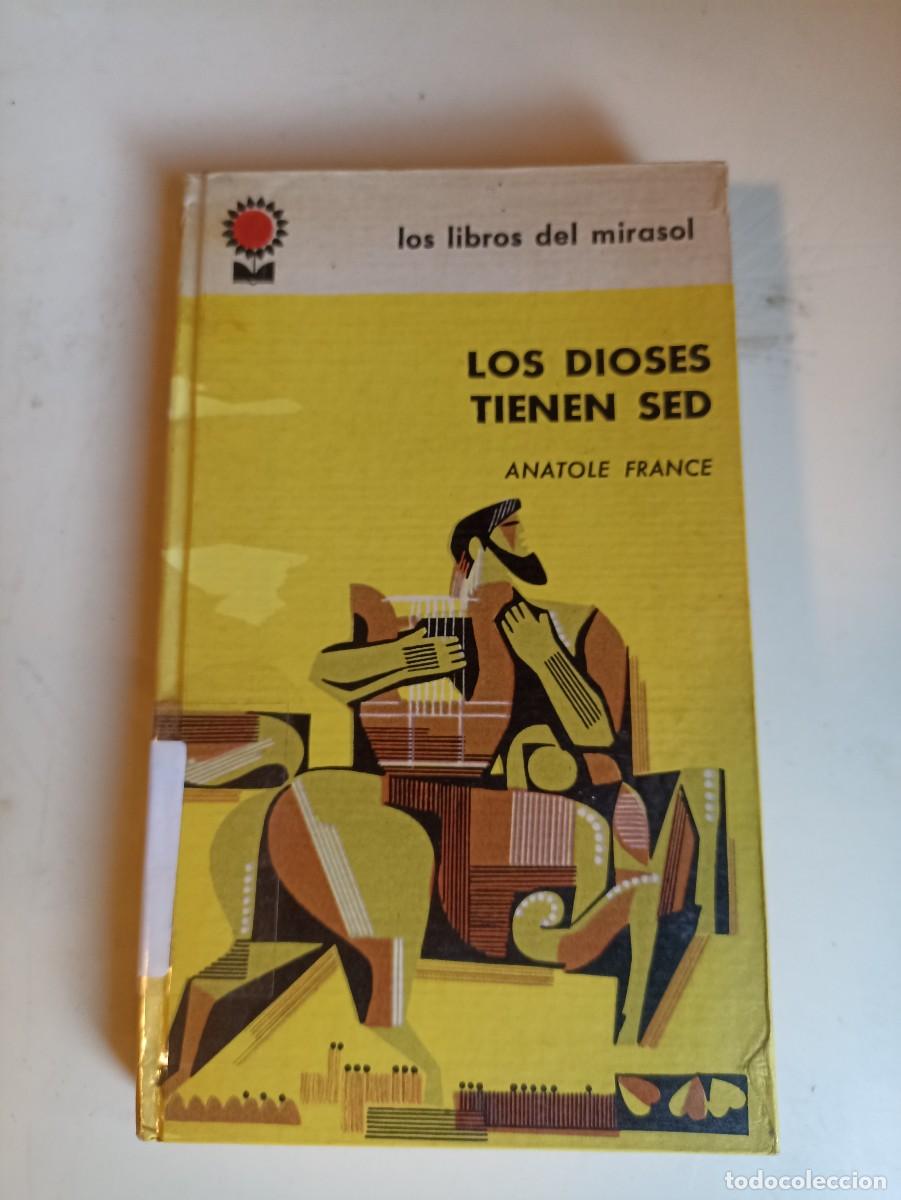 los libros del mirasol
LOS DIOSES
TIENEN SED
ANATOLE FRANCE
todocoleccion